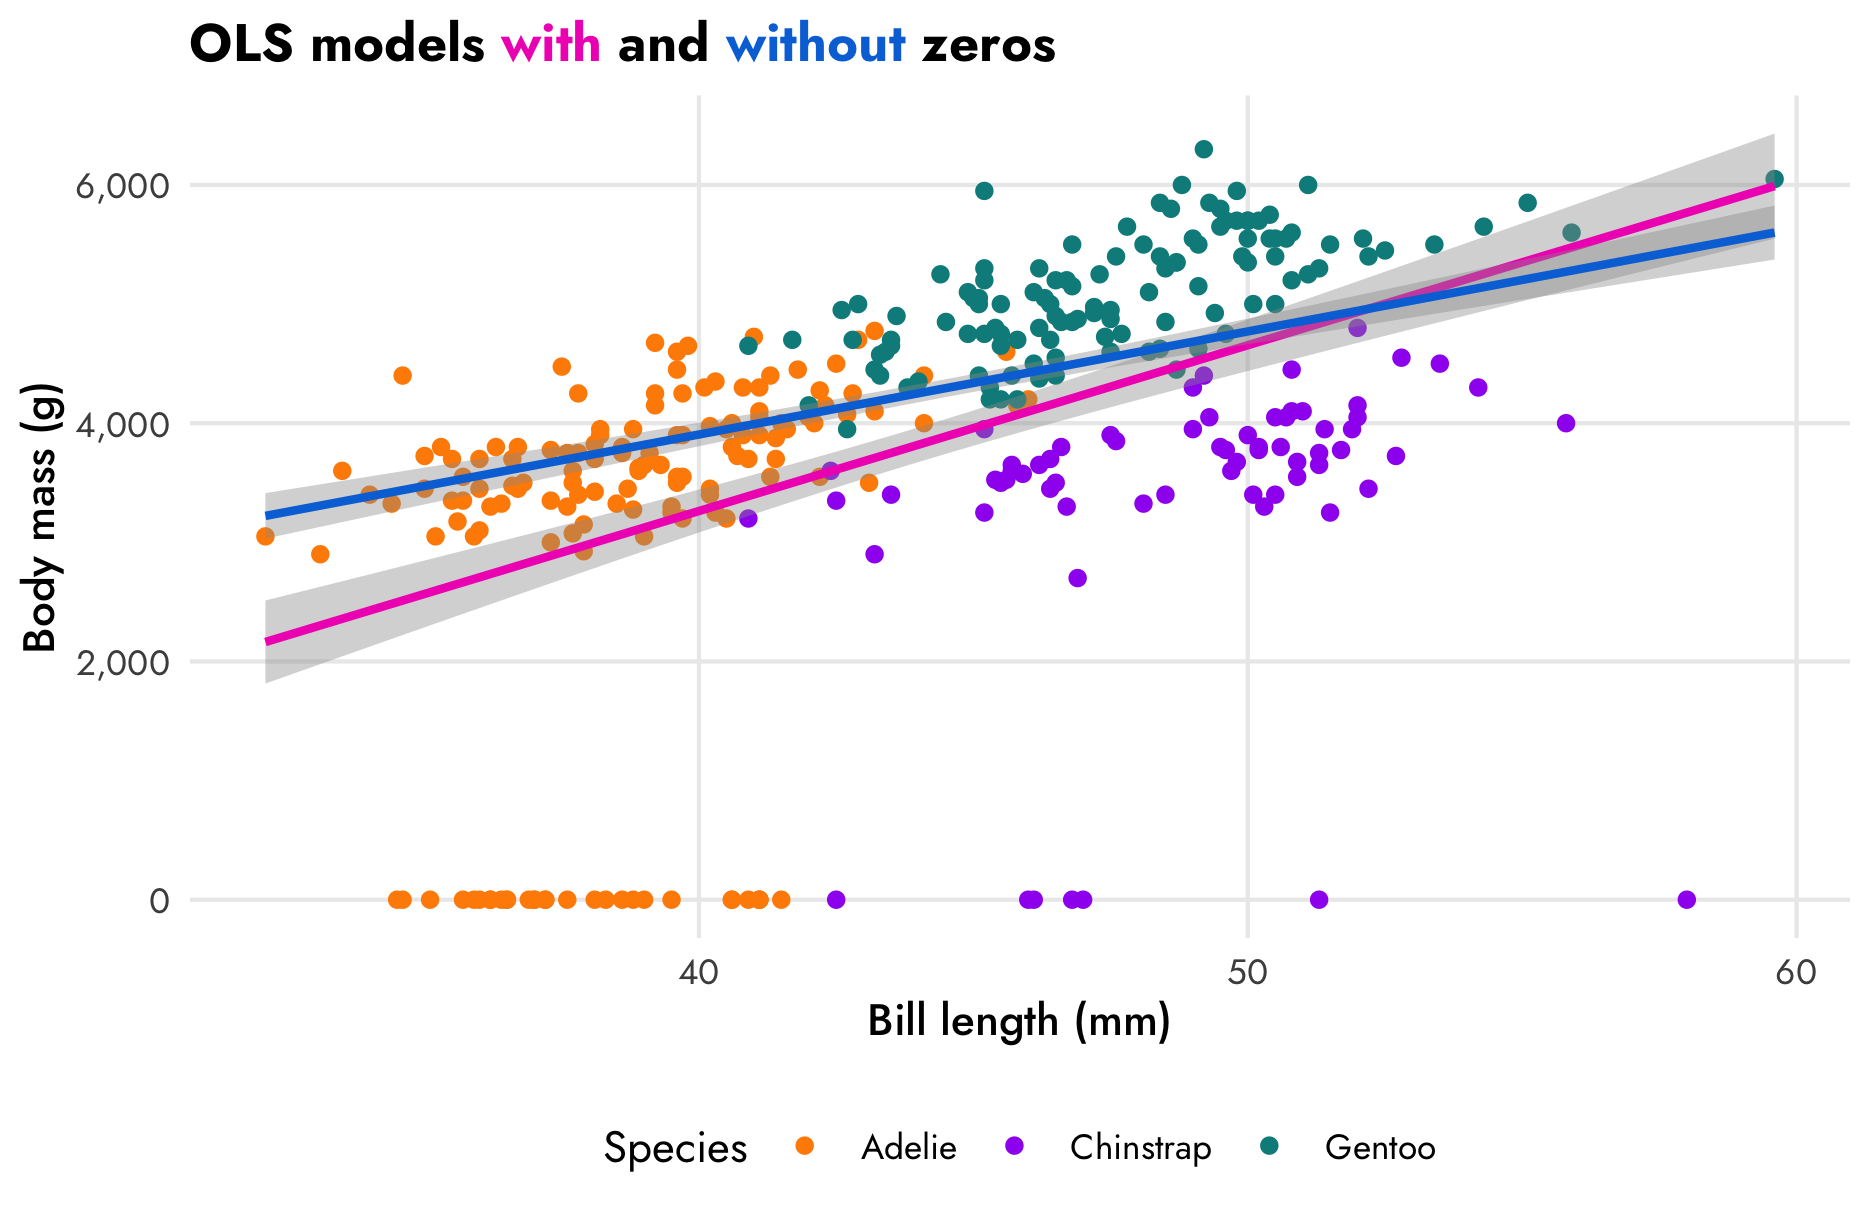 OLS models with and without zeros
Body mass (g)
6,000
4,000
2,000
0
40 50 60
Bill length (mm)
Species Adelie Chinstrap Gentoo